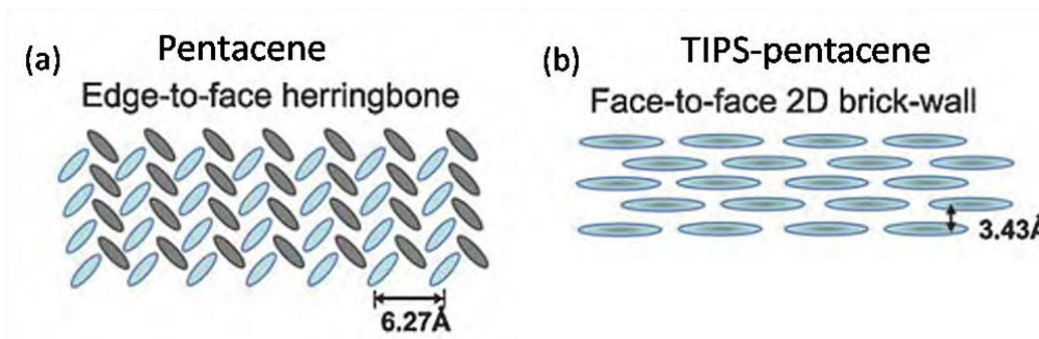 (a) Pentacene
Edge-to-face herringbone
6.27Å
(b) TIPS-pentacene
Face-to-face 2D brick-wall
3.43Å